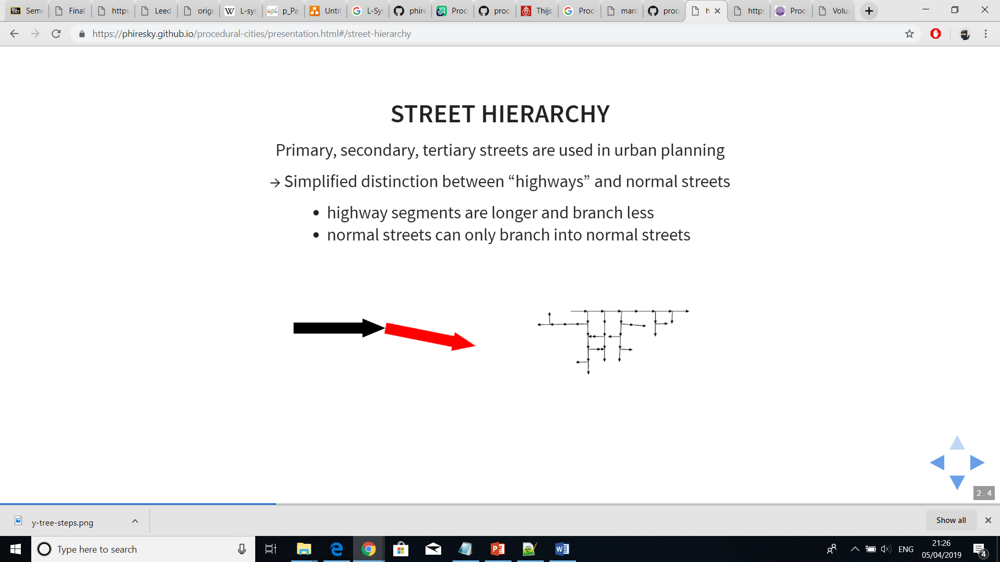 Seme
Final
https
Leed
origi
W L-sys
p_Pa
Unti
L-Sy
phire
Proc
proc
Thijs
Proc
man
proc
h
https
Proc
Volu
https://phiresky.github.io/procedural-cities/presentation.html#/street-hierarchy
STREET HIERARCHY
Primary, secondary, tertiary streets are used in urban planning
→ Simplified distinction between “highways” and normal streets
• highway segments are longer and branch less
• normal streets can only branch into normal streets
2.4
y-tree-steps.png
Show all
Type here to search
ENG
21:26
05/04/2019
4